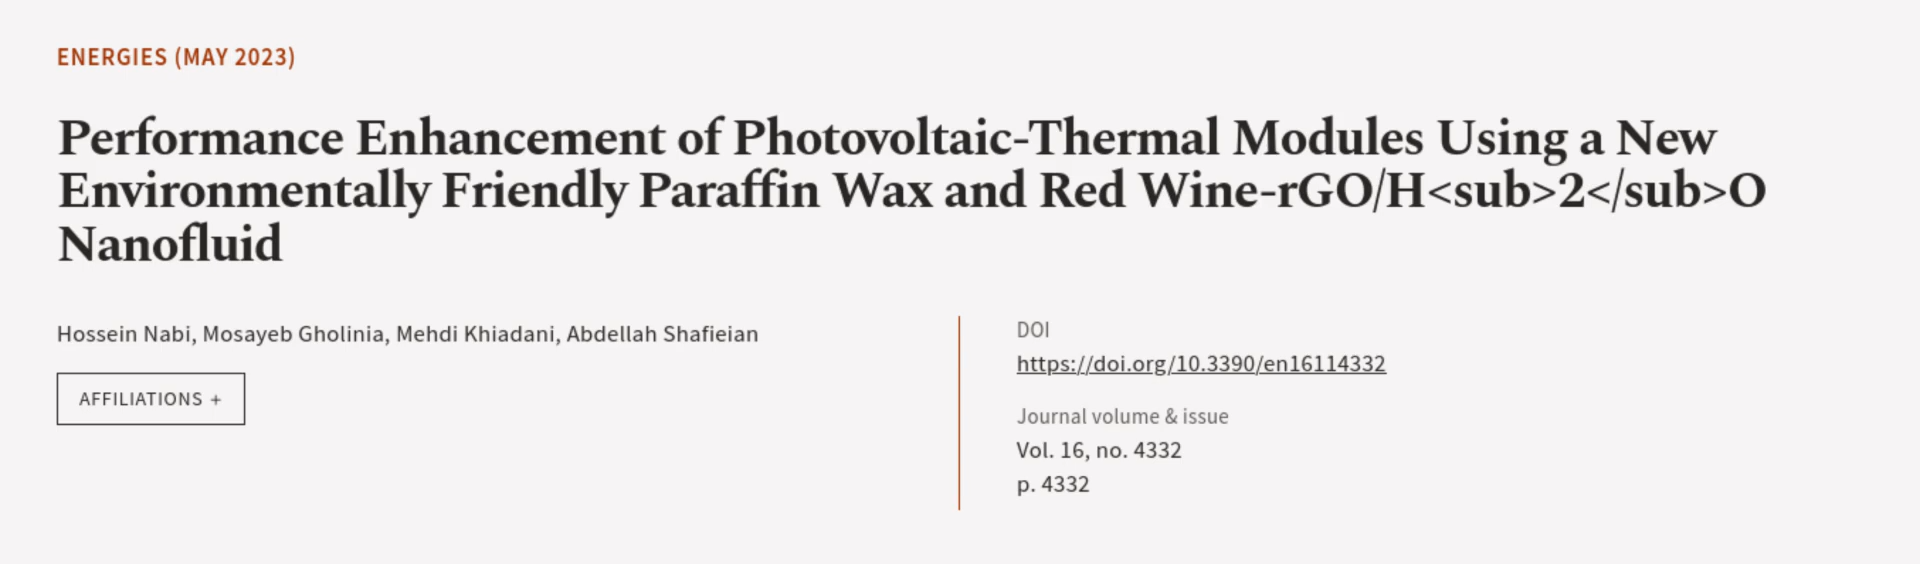 ENERGIES (MAY 2023)
Performance Enhancement of Photovoltaic-Thermal Modules Using a New
Environmentally Friendly Paraffin Wax and Red Wine-rGO/H<sub>2</sub>O
Nanofluid
Hossein Nabi, Mosayeb Gholinia, Mehdi Khiadani, Abdellah Shafieian
AFFILIATIONS +
DOI
https://doi.org/10.3390/en16114332
Journal volume & issue
Vol. 16, no. 4332
p. 4332